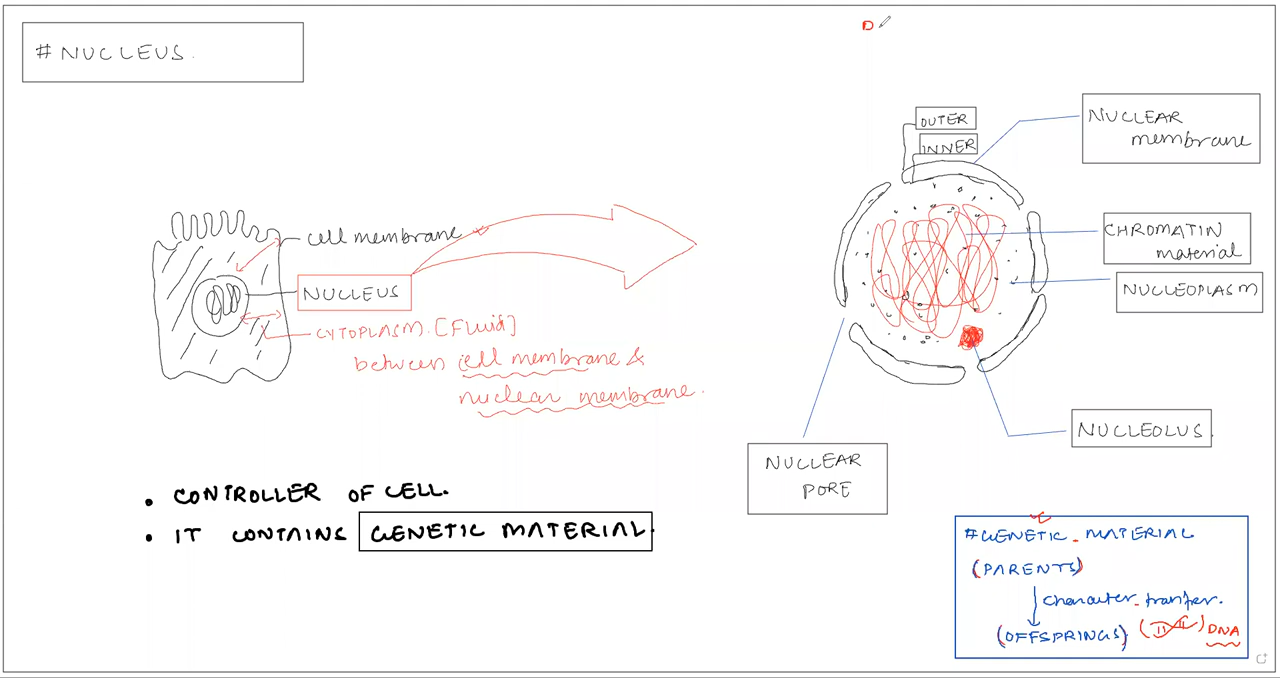 # NUCLEUS.
D
OUTER
INNER
NUCLEAR
membrane
CHROMATIN
material
NUCLEOPLASM
NUCLEOLUS.
NUCLEAR
PORE
cell membrane
NUCLEUS
CYTOPLASM. [Fluid]
between cell membrane &
nuclear membrane.
• CONTROLLER OF CELL.
• IT CONTAINS GENETIC MATERIAL.
# GENETIC MATERIAL
(PARENTS)
character transfer.
(OFFSPRINGS) ( ) DNA